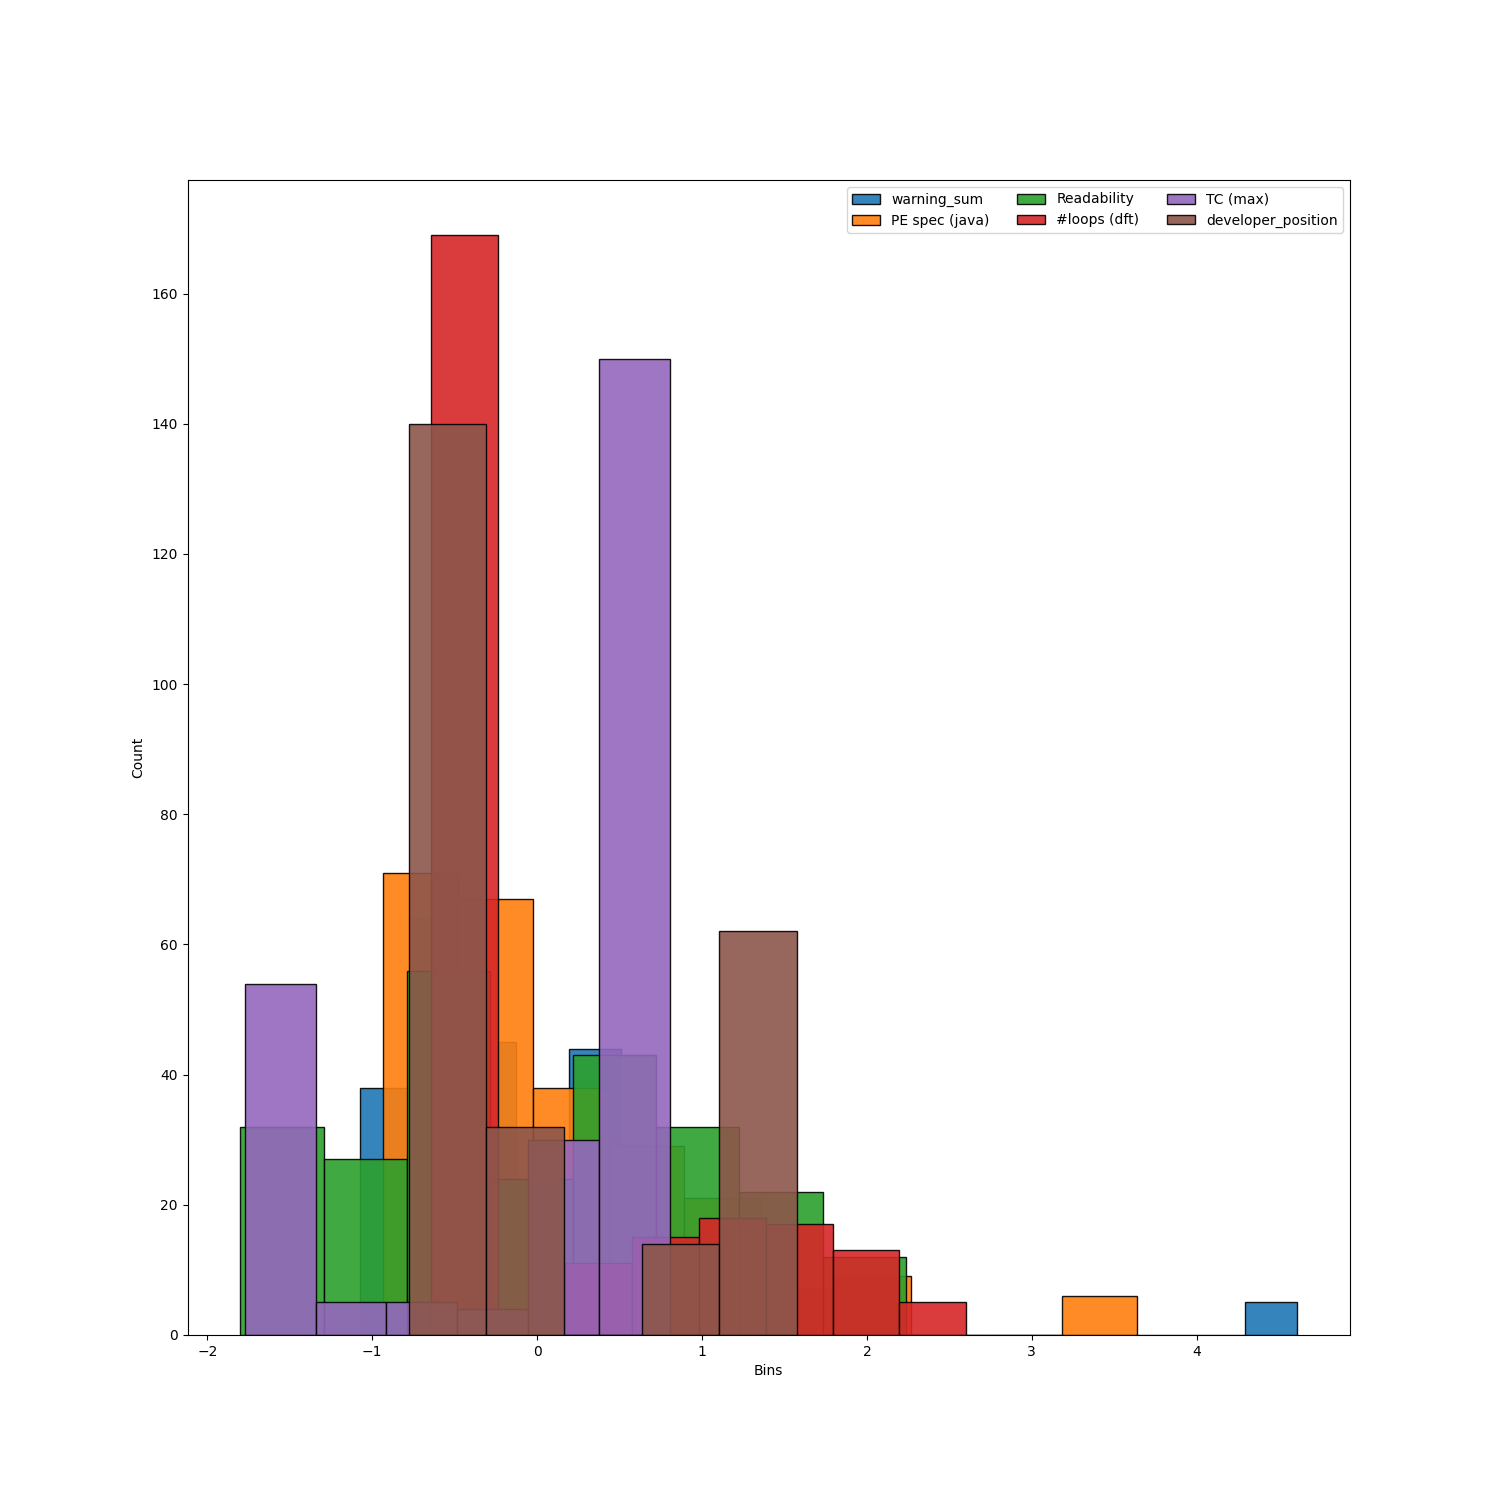 warning_sum
PE spec (java)
Readability
#loops (dft)
TC (max)
developer_position
160
140
120
100
80
60
40
20
0
Count
−2 −1 0 1 2 3 4
Bins